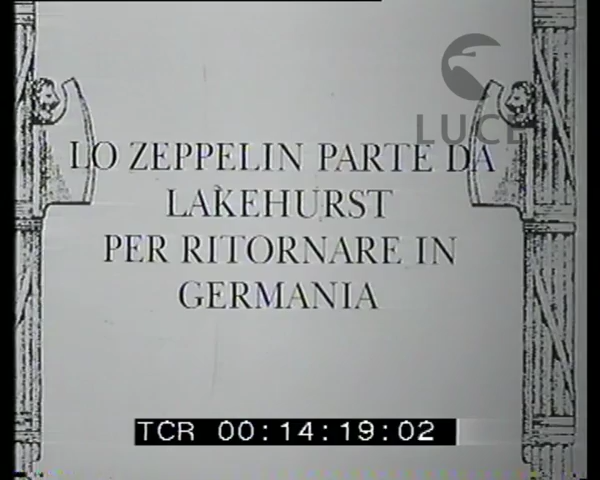 LUCE
LO ZEPPELIN PARTE DA
LAKEHURST
PER RITORNARE IN
GERMANIA
TCR 00:14:19:02